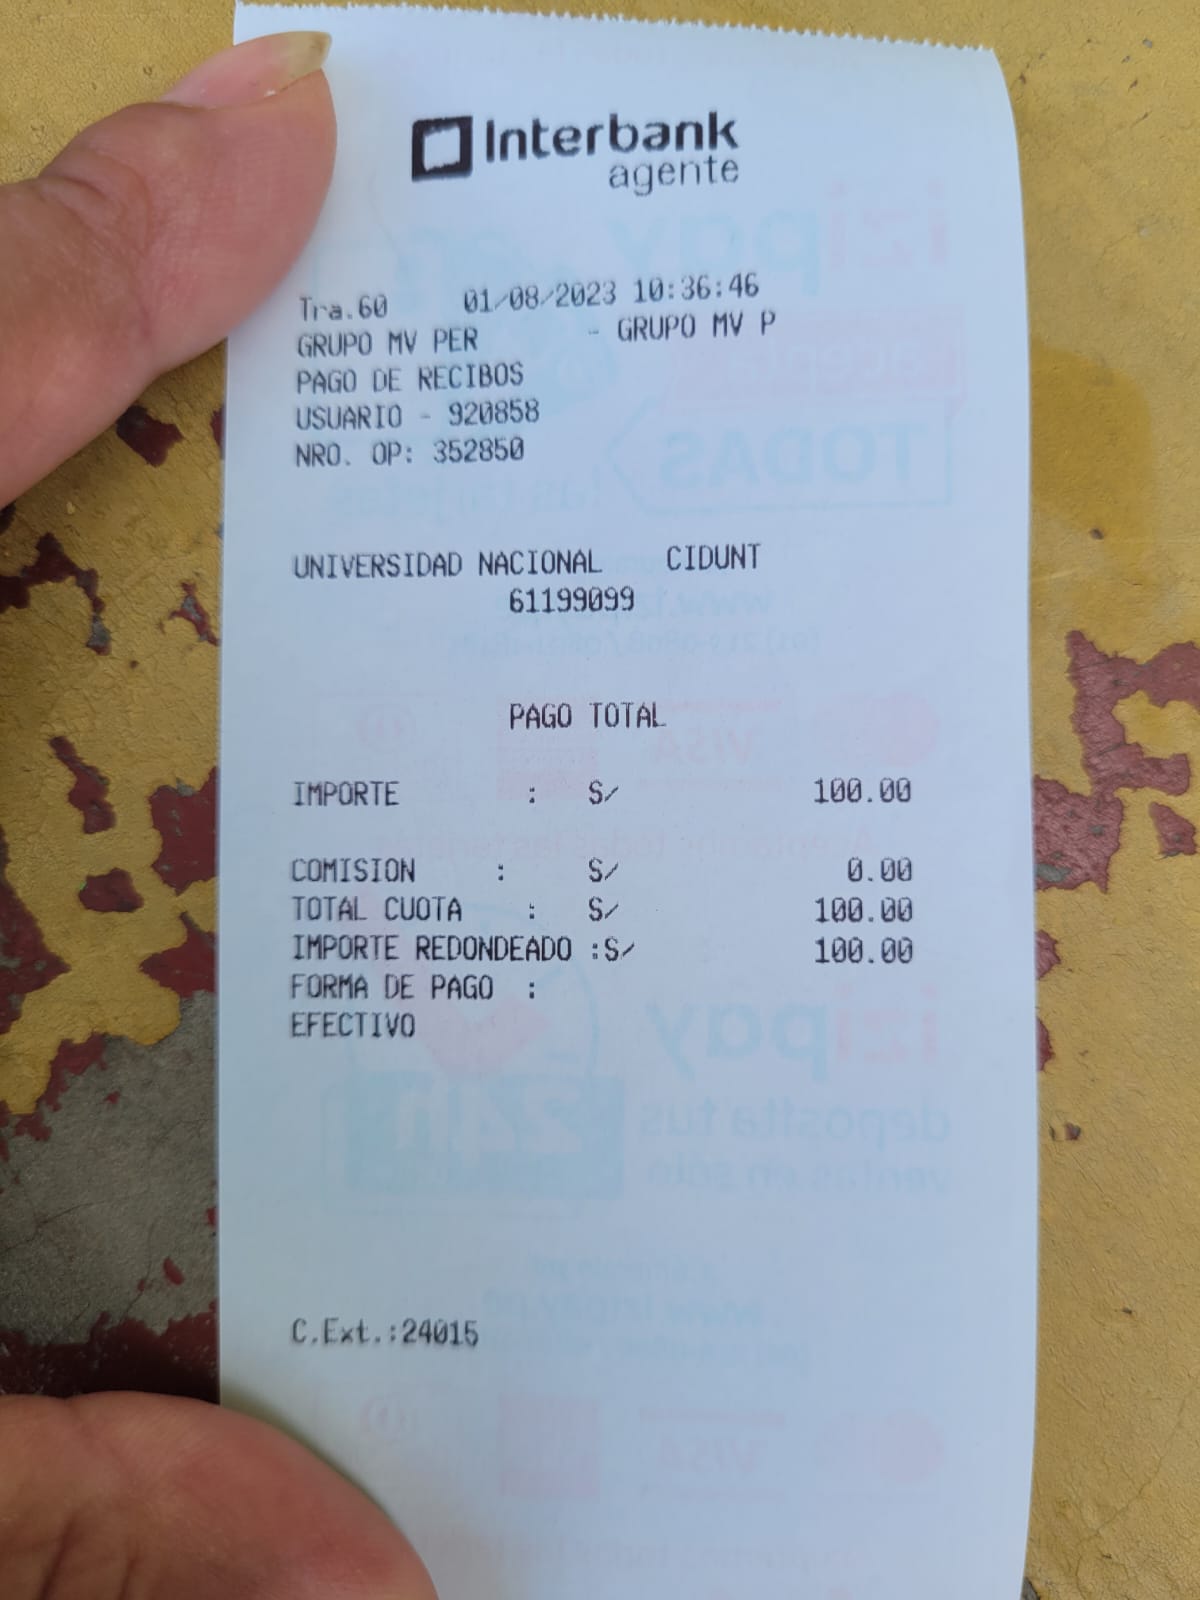 Interbank
agente
Tra.60 01/08/2023 10:36:46
GRUPO MV PER - GRUPO MV P
PAGO DE RECIBOS
USUARIO - 920858
NRO. OP: 352850
UNIVERSIDAD NACIONAL CIDUNT
61199099
PAGO TOTAL
IMPORTE : S/ 100.00
COMISION : S/ 0.00
TOTAL CUOTA : S/ 100.00
IMPORTE REDONDEADO :S/ 100.00
FORMA DE PAGO :
EFECTIVO
C.Ext.:24015